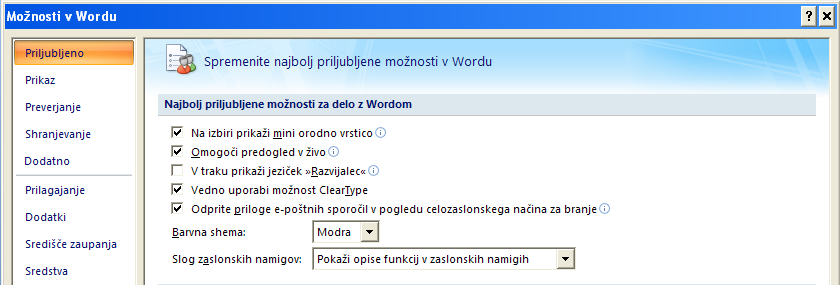 Možnosti v Wordu
Priljubljeno
Prikaz
Preverjanje
Shranjevanje
Dodatno
Prilagajanje
Dodatki
Središče zaupanja
Sredstva
Spremenite najbolj priljubljene možnosti v Wordu
Najbolj priljubljene možnosti za delo z Wordom
Na izbiri prikaži mini orodno vrstico
Omogoči predogled v živo
V traku prikaži jeziček »Razvijalec«
Vedno uporabi možnost ClearType
Odprite priloge e-poštnih sporočil v pogledu celozaslonskega načina za branje
Barvna shema: Modra
Slog zaslonskih namigov: Pokaži opise funkcij v zaslonskih namigih